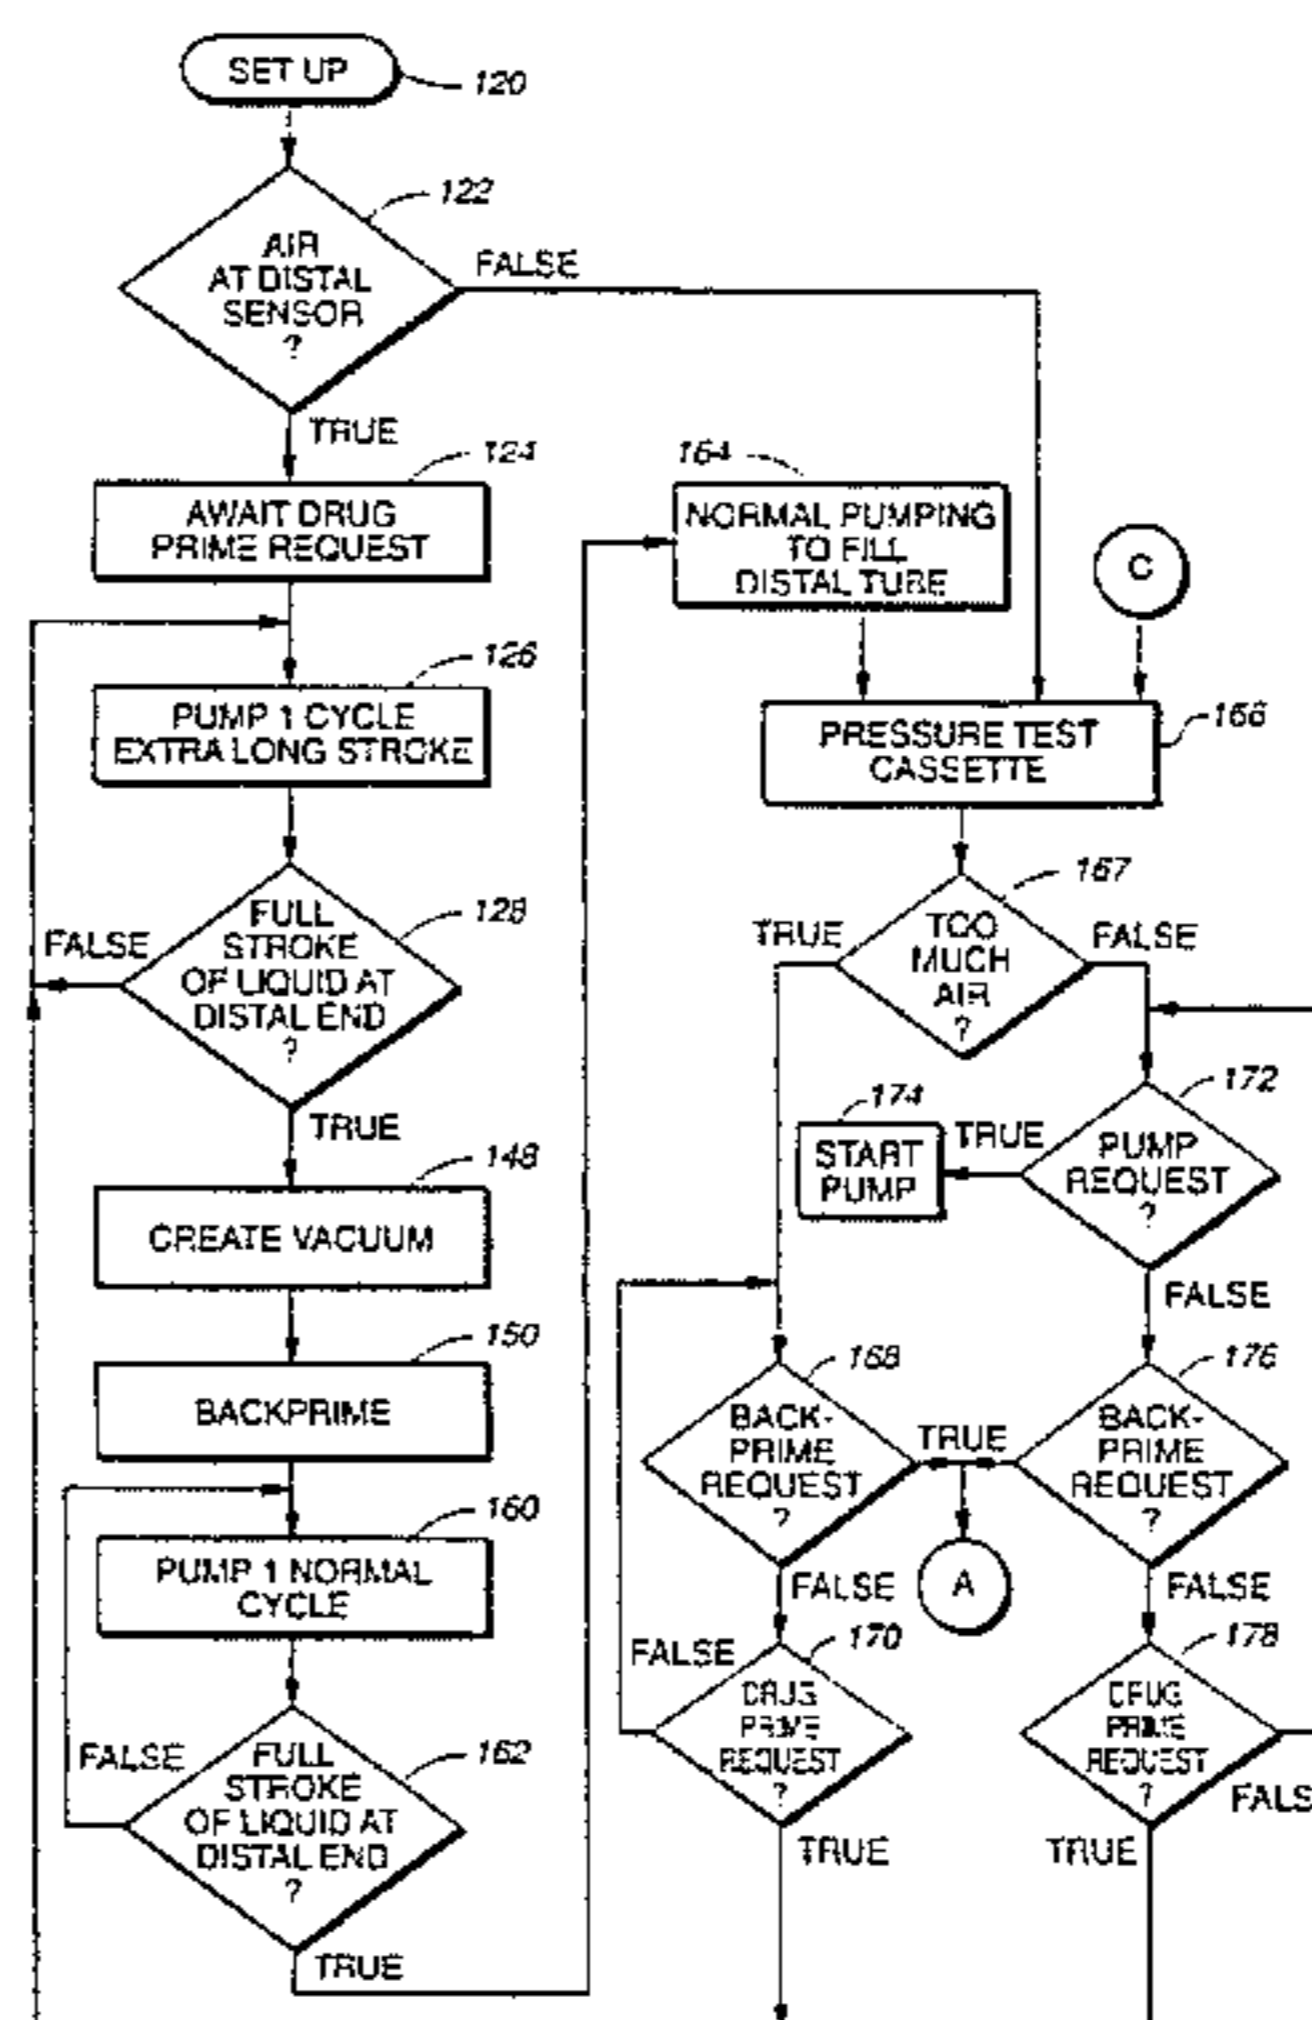 SET UP
120
122
AIR
AT DISTAL
SENSOR
?
FALSE
TRUE
124
AWAIT DRUG
PRIME REQUEST
126
PUMP 1 CYCLE
EXTRA LONG STROKE
128
FULL
STROKE
OF LIQUID AT
DISTAL END
?
FALSE
TRUE
148
CREATE VACUUM
150
BACKPRIME
160
PUMP 1 NORMAL
CYCLE
162
FULL
STROKE
OF LIQUID AT
DISTAL END
?
FALSE
TRUE
164
NORMAL PUMPING
TO FILL
DISTAL TUBE
C
166
PRESSURE TEST
CASSETTE
167
TOO
MUCH
AIR
?
TRUE
FALSE
172
PUMP
REQUEST
?
TRUE
174
START
PUMP
FALSE
168
BACK-
PRIME
REQUEST
?
TRUE
A
176
BACK-
PRIME
REQUEST
?
FALSE
FALSE
170
DRUG
PRIME
REQUEST
?
FALSE
TRUE
178
DRUG
PRIME
REQUEST
?
FALS
TRUE